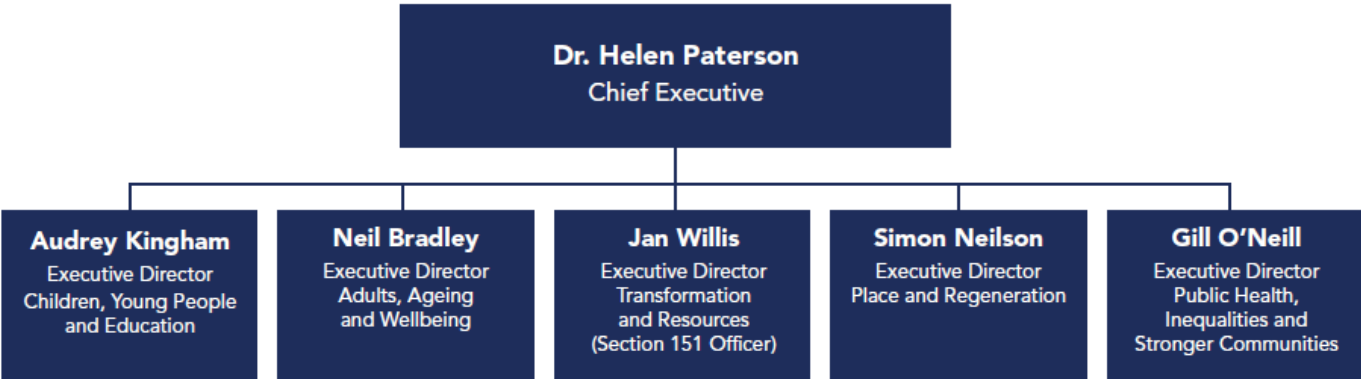 Dr. Helen Paterson
Chief Executive
Audrey Kingham
Executive Director
Children, Young People
and Education
Neil Bradley
Executive Director
Adults, Ageing
and Wellbeing
Jan Willis
Executive Director
Transformation
and Resources
(Section 151 Officer)
Simon Neilson
Executive Director
Place and Regeneration
Gill O’Neill
Executive Director
Public Health,
Inequalities and
Stronger Communities